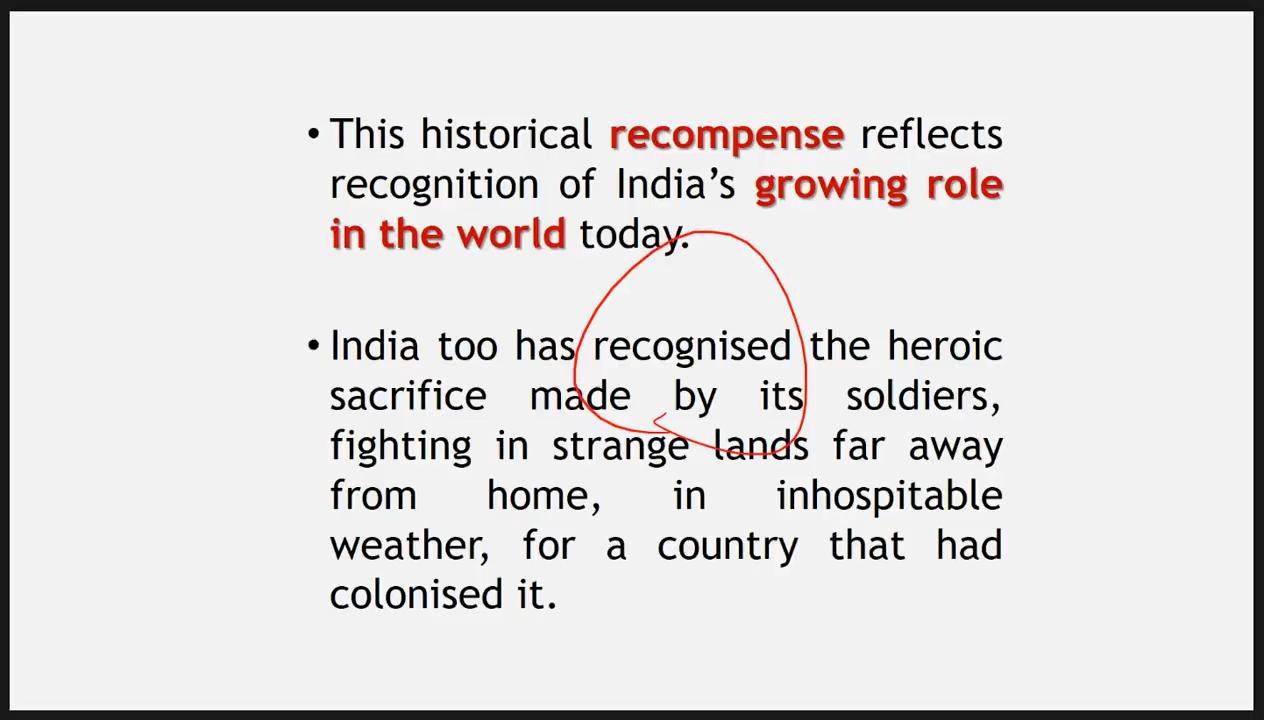 • This historical recompense reflects
recognition of India’s growing role
in the world today.
• India too has recognised the heroic
sacrifice made by its soldiers,
fighting in strange lands far away
from home, in inhospitable
weather, for a country that had
colonised it.